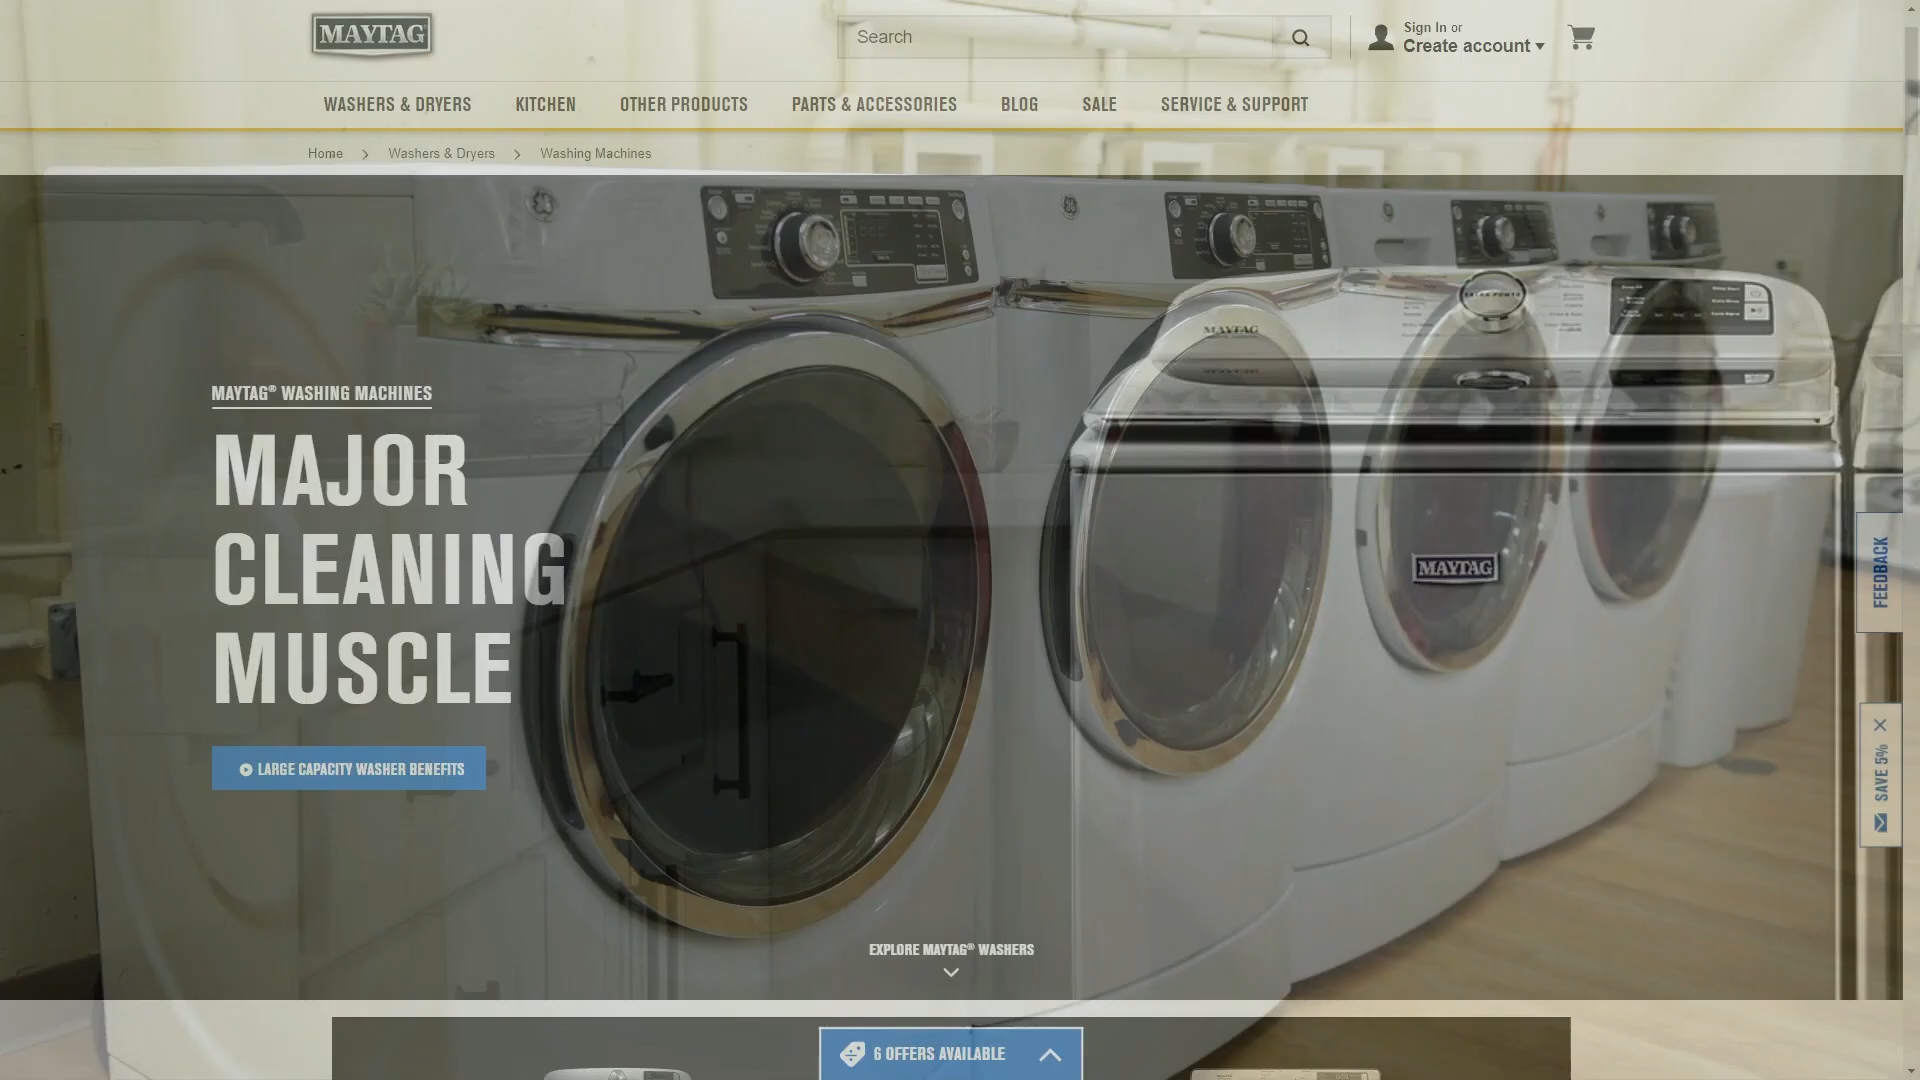 MAYTAG
Search
Sign In or
Create account
WASHERS & DRYERS
KITCHEN
OTHER PRODUCTS
PARTS & ACCESSORIES
BLOG
SALE
SERVICE & SUPPORT
Home
Washers & Dryers
Washing Machines
MAYTAG® WASHING MACHINES
MAJOR
CLEANING
MUSCLE
LARGE CAPACITY WASHER BENEFITS
MAYTAG
EXTRA POWER
MAYTAG
FEEDBACK
SAVE 5%
EXPLORE MAYTAG® WASHERS
6 OFFERS AVAILABLE